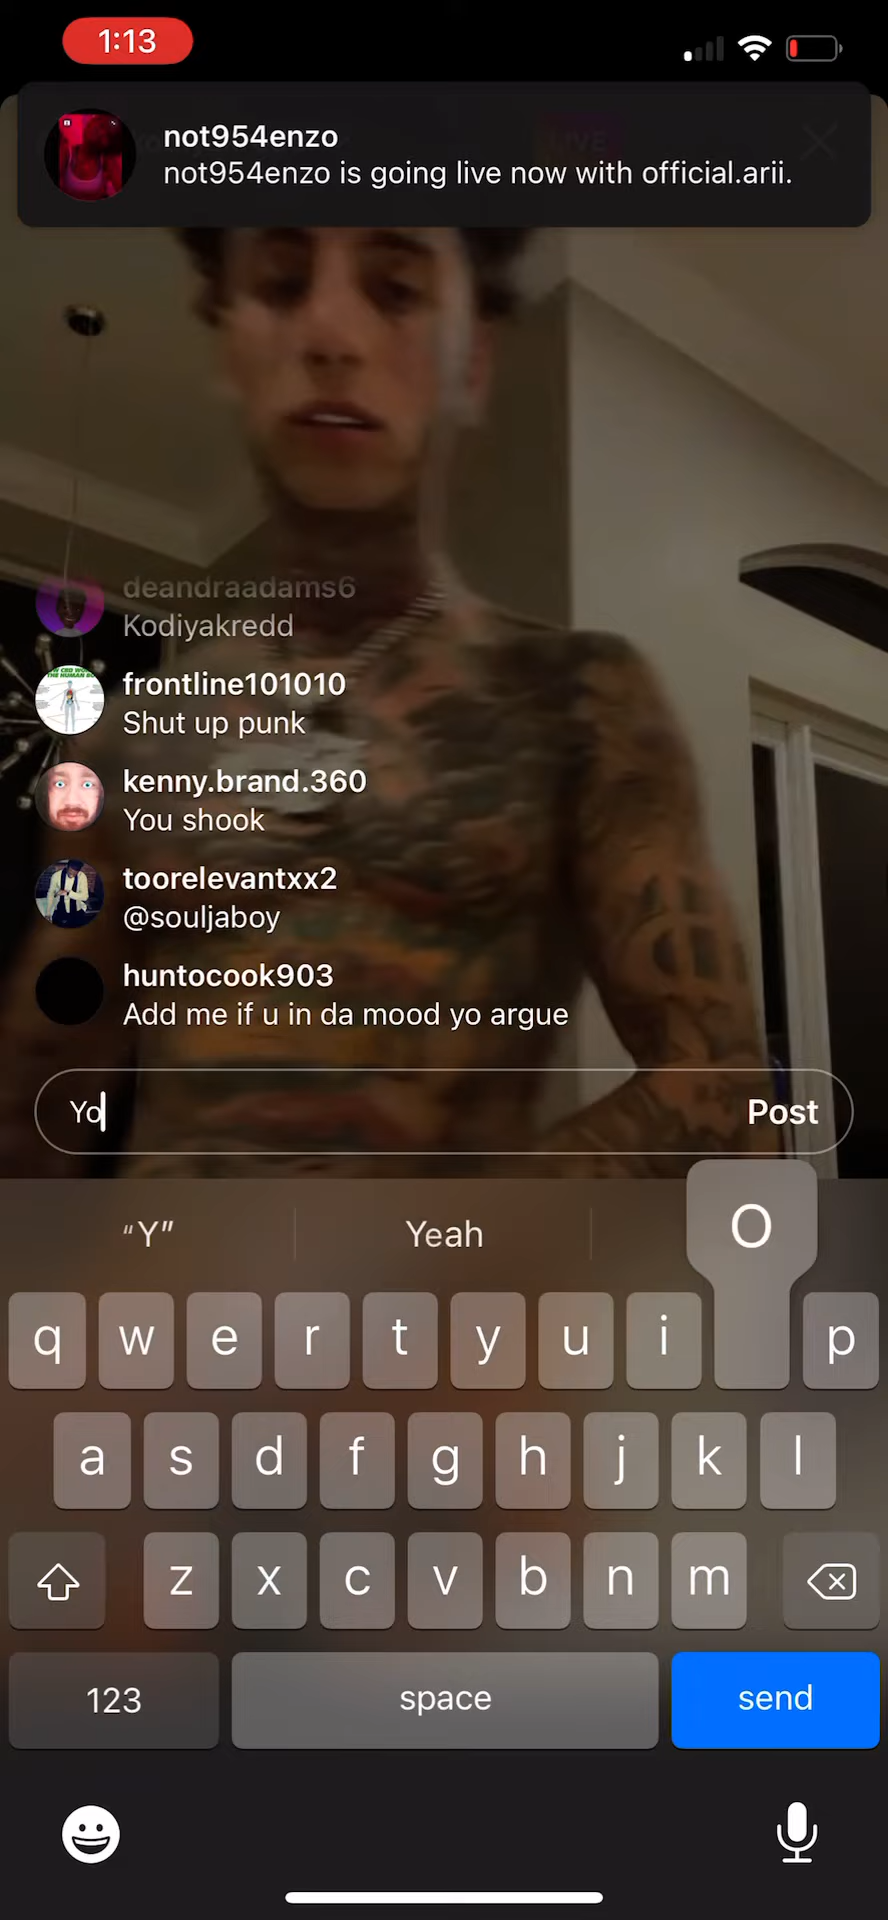 1:13
not954enzo
not954enzo is going live now with official.arii.
LIVE
deandraadams6
Kodiyakredd
frontline101010
Shut up punk
kenny.brand.360
You shook
toorelevantxx2
@souljaboy
huntocook903
Add me if u in da mood yo argue
Yo
Post
“Y”
Yeah
O
q w e r t y u i p
a s d f g h j k l
z x c v b n m
123
space
send